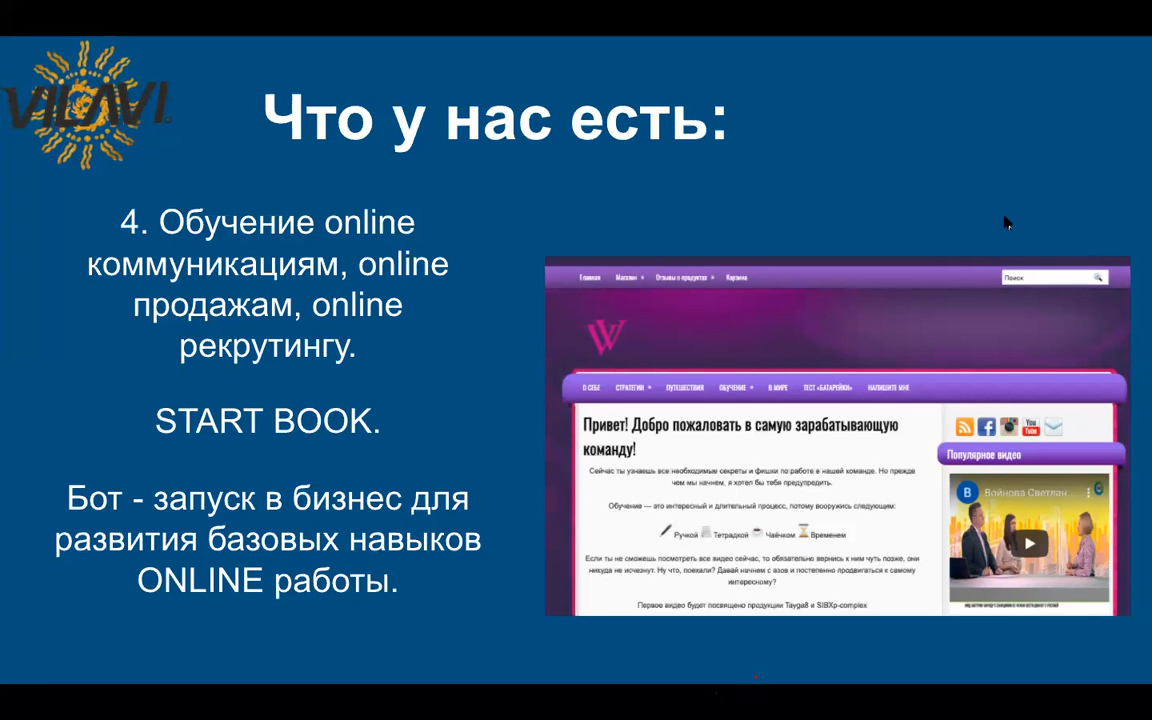 VILAVI
Что у нас есть:
4. Обучение online
коммуникациям, online
продажам, online
рекрутингу.
START BOOK.
Бот - запуск в бизнес для
развития базовых навыков
ONLINE работы.
Главная Магазин Отзывы о продуктах Корзина
Поиск
W
О СЕБЕ СТРАТЕГИИ ПУТЕШЕСТВИЯ ОБУЧЕНИЕ В МИРЕ ТЕСТ «БАТАРЕЙКИ» НАПИШИТЕ МНЕ
Привет! Добро пожаловать в самую зарабатывающую
команду!
Сейчас ты узнаешь все необходимые секреты и фишки по работе в нашей команде. Но прежде
чем мы начнем, я хотел бы тебя предупредить.
Обучение — это интересный и длительный процесс, потому вооружись следующим:
Ручкой Тетрадкой Чаёчком Временем
Если ты не сможешь посмотреть все видео сейчас, то обязательно вернись к ним чуть позже, они
никуда не исчезнут. Ну что, поехали? Давай начнем с азов и постепенно продвигаться к самому
интересному?
Первое видео будет посвящено продукции Tayga8 и SIBXp-complex
You
Tube
Популярное видео
В Войнова Светлан..